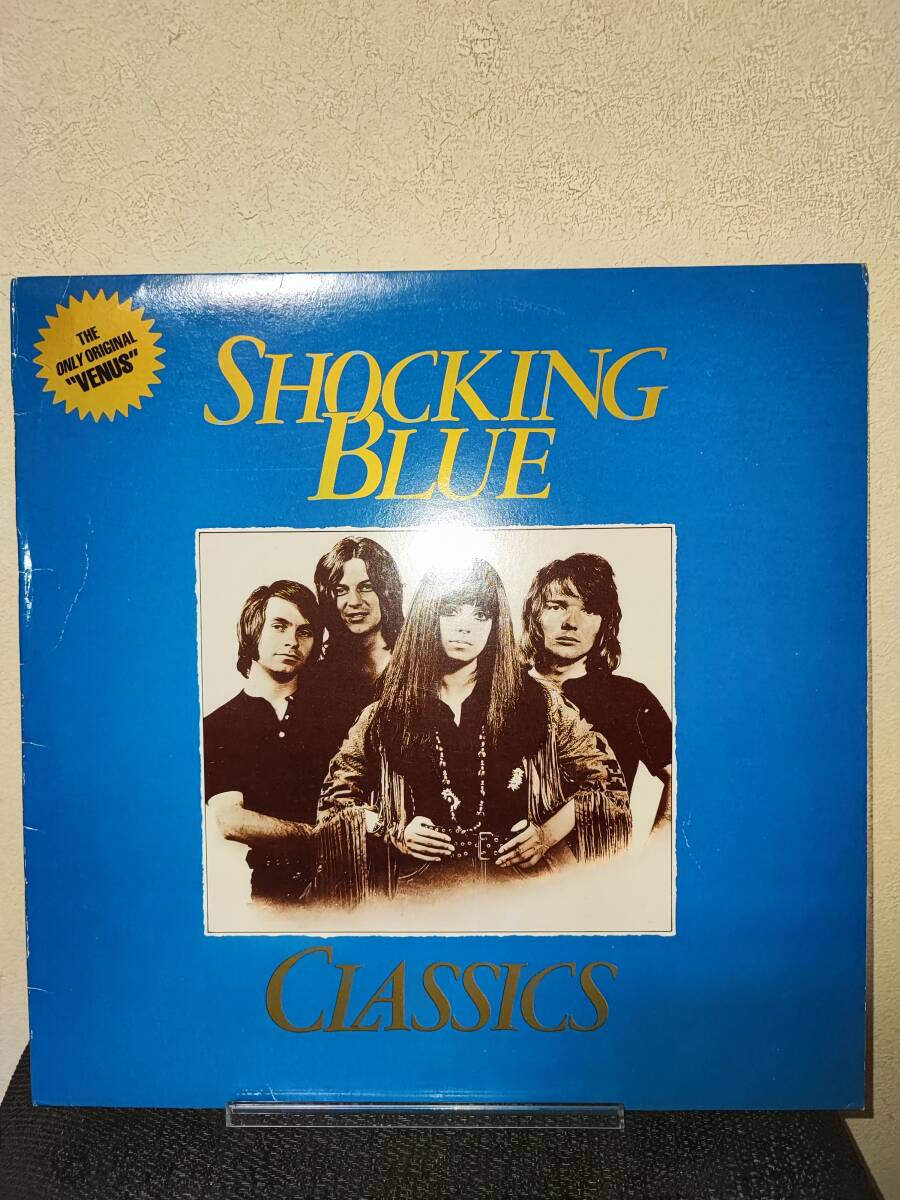 THE
ONLY ORIGINAL
"VENUS"
SHOCKING
BLUE
CLASSICS